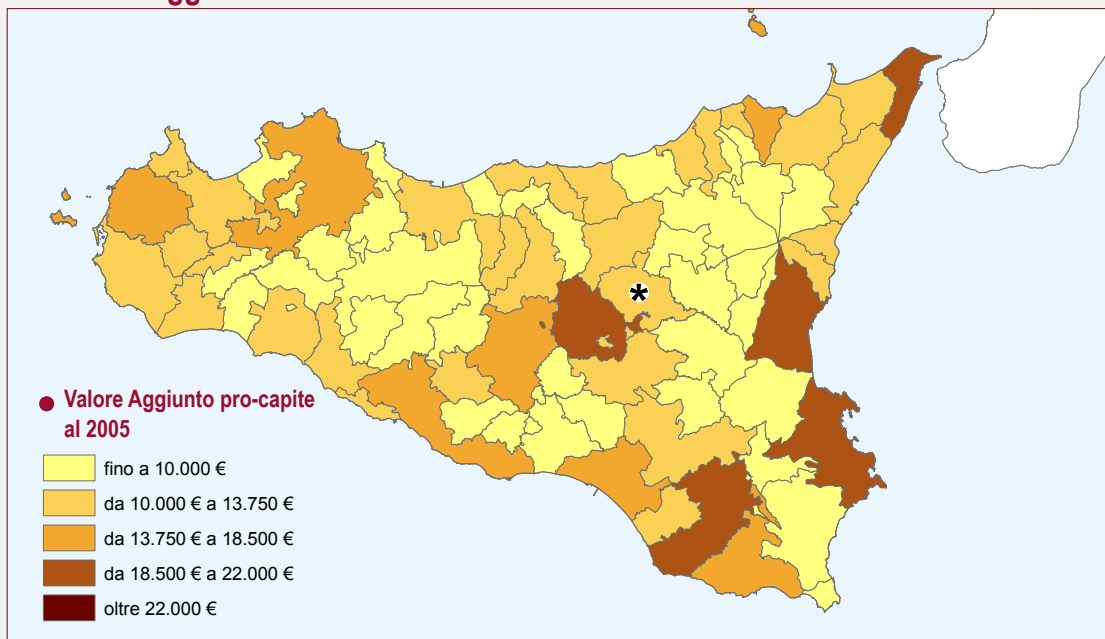 Valore Aggiunto pro-capite
al 2005
fino a 10.000 €
da 10.000 € a 13.750 €
da 13.750 € a 18.500 €
da 18.500 € a 22.000 €
oltre 22.000 €